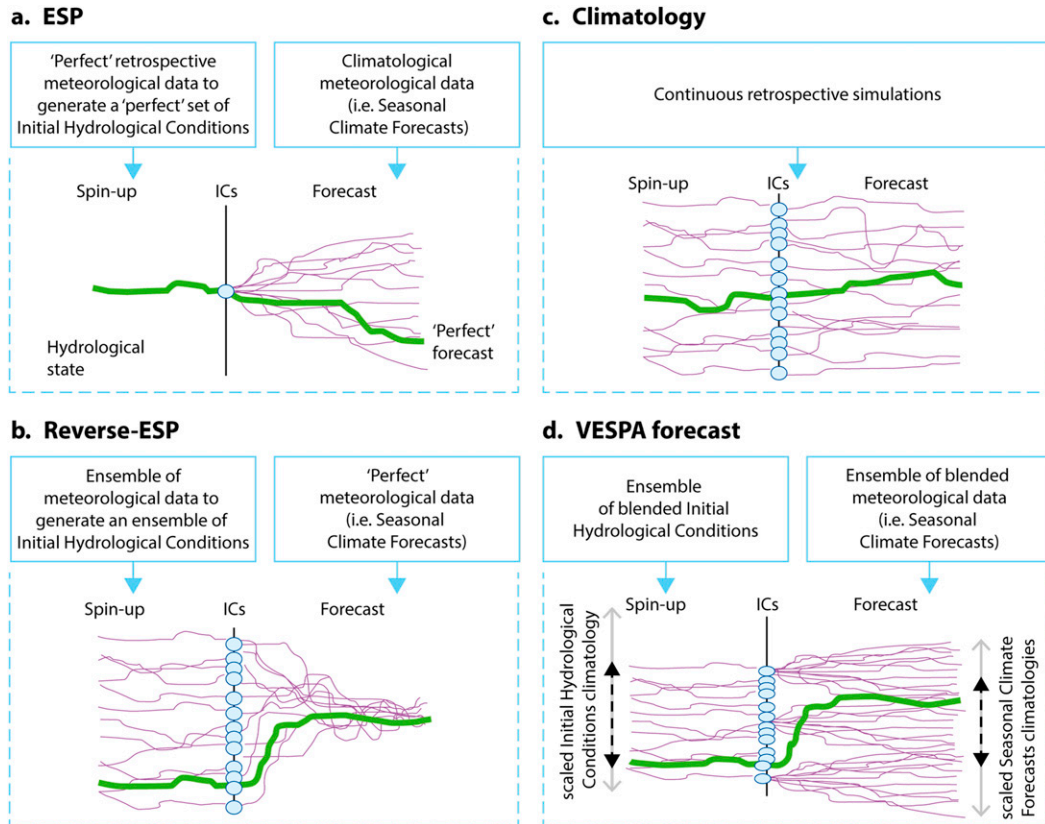 a. ESP
'Perfect' retrospective
meteorological data to
generate a 'perfect' set of
Initial Hydrological Conditions
Climatological
meteorological data
(i.e. Seasonal
Climate Forecasts)
Spin-up
ICs
Forecast
Hydrological
state
'Perfect'
forecast
b. Reverse-ESP
Ensemble of
meteorological data to
generate an ensemble of
Initial Hydrological Conditions
'Perfect'
meteorological data
(i.e. Seasonal
Climate Forecasts)
Spin-up
ICs
Forecast
c. Climatology
Continuous retrospective simulations
Spin-up
ICs
Forecast
d. VESPA forecast
Ensemble
of blended Initial
Hydrological Conditions
Ensemble of blended
meteorological data
(i.e. Seasonal
Climate Forecasts)
Spin-up
ICs
Forecast
scaled Initial Hydrological
Conditions climatology
scaled Seasonal Climate
Forecasts climatologies